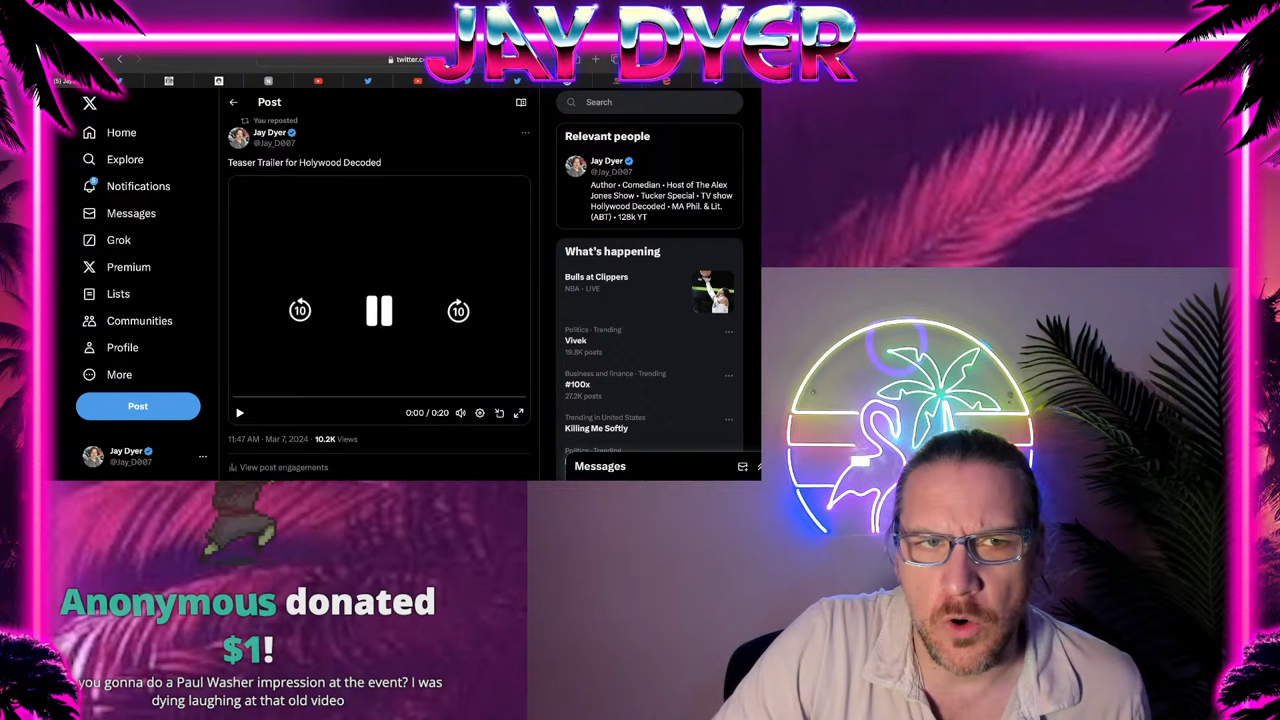 JAY DYER
twitter.c
Home
Explore
Notifications
Messages
Grok
Premium
Lists
Communities
Profile
More
Post
Jay Dyer
@Jay_D007
Post
You reposted
Jay Dyer
@Jay_D007
Teaser Trailer for Holywood Decoded
10
10
0:00 / 0:20
11:47 AM · Mar 7, 2024 · 10.2K Views
View post engagements
Search
Relevant people
Jay Dyer
@Jay_D007
Author • Comedian • Host of The Alex
Jones Show • Tucker Special • TV show
Hollywood Decoded • MA Phil. & Lit.
(ABT) • 128k YT
What's happening
Bulls at Clippers
NBA · LIVE
Politics · Trending
Vivek
19.8K posts
Business and finance · Trending
#100x
27.2K posts
Trending in United States
Killing Me Softly
Messages
Anonymous donated
$1!
you gonna do a Paul Washer impression at the event? I was
dying laughing at that old video